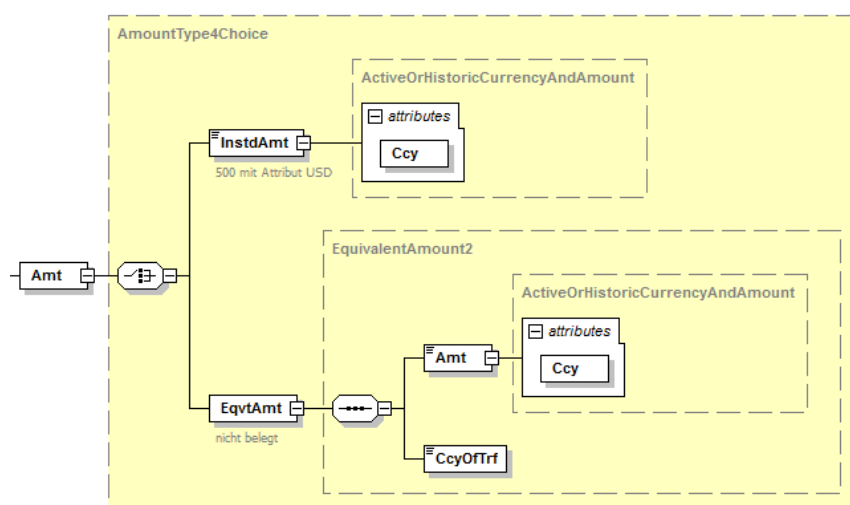 AmountType4Choice
ActiveOrHistoricCurrencyAndAmount
attributes
InstdAmt
Ccy
500 mit Attribut USD
EquivalentAmount2
Amt
ActiveOrHistoricCurrencyAndAmount
attributes
Amt
Ccy
EqvtAmt
nicht belegt
CcyOfTrf